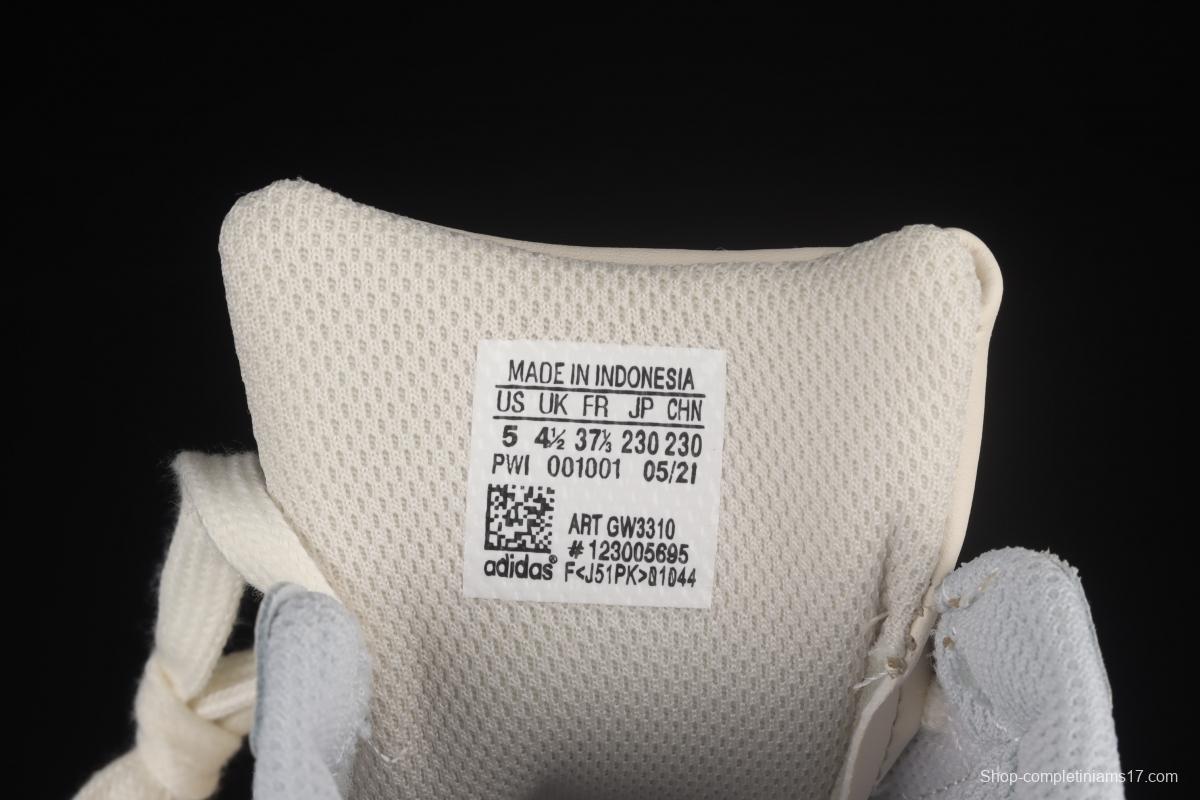 MADE IN INDONESIA
US UK FR JP CHN
5 4½ 37⅓ 230 230
PWI 001001 05/21
ART GW3310
# 123005695
adidas® F<J51PK>01044
Shop-completiniams17.com